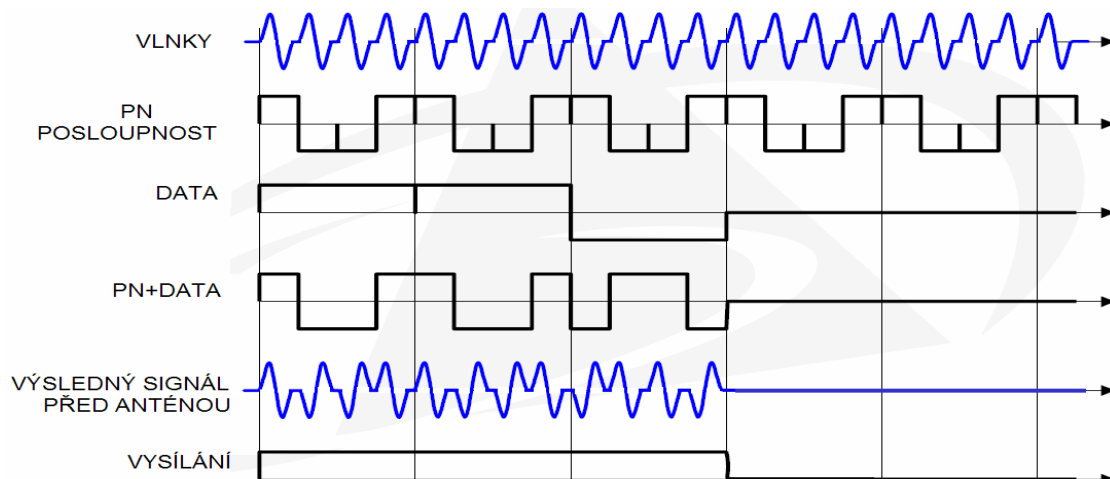 VLNKY
PN
POSLOUPNOST
DATA
PN+DATA
VÝSLEDNÝ SIGNÁL
PŘED ANTÉNOU
VYSÍLÁNÍ